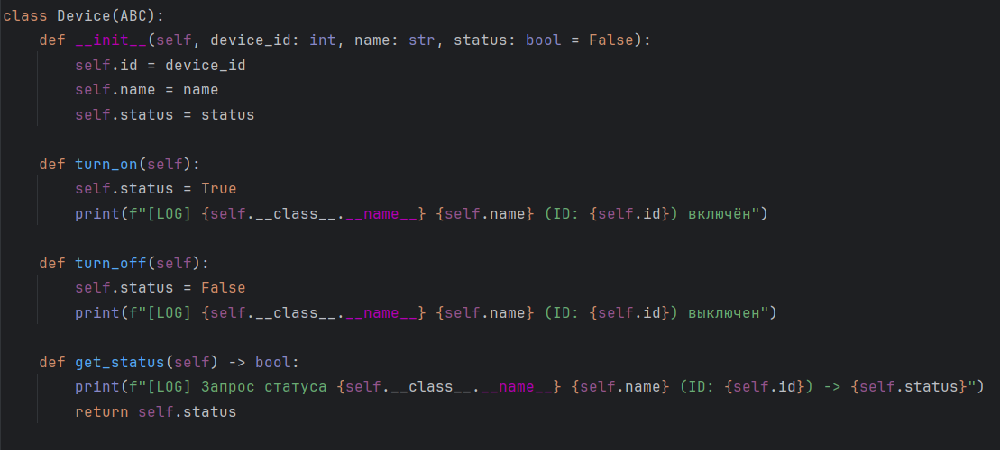 class Device(ABC):
    def __init__(self, device_id: int, name: str, status: bool = False):
        self.id = device_id
        self.name = name
        self.status = status

    def turn_on(self):
        self.status = True
        print(f"[LOG] {self.__class__.__name__} {self.name} (ID: {self.id}) включён")

    def turn_off(self):
        self.status = False
        print(f"[LOG] {self.__class__.__name__} {self.name} (ID: {self.id}) выключен")

    def get_status(self) -> bool:
        print(f"[LOG] Запрос статуса {self.__class__.__name__} {self.name} (ID: {self.id}) -> {self.status}")
        return self.status